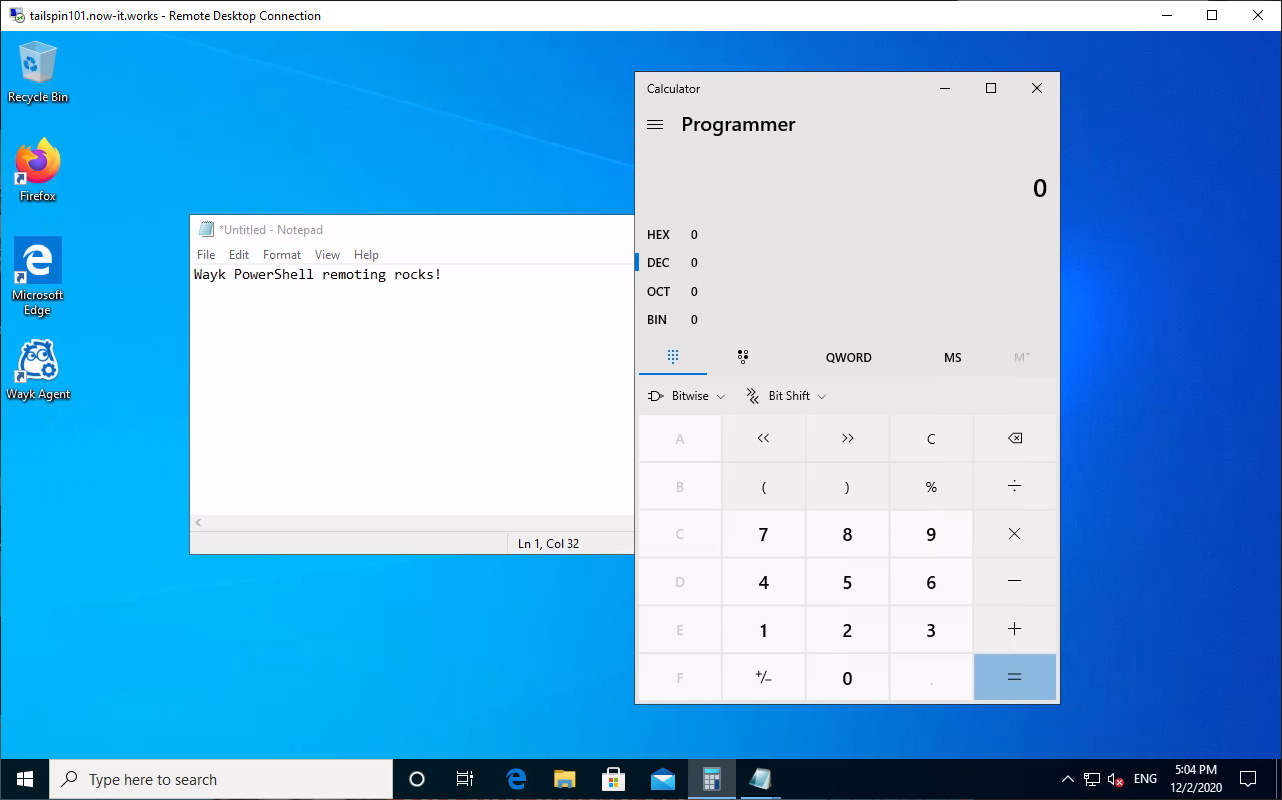 tailspin101.now-it.works - Remote Desktop Connection
Recycle Bin
Firefox
Microsoft
Edge
Wayk Agent
*Untitled - Notepad
File Edit Format View Help
Wayk PowerShell remoting rocks!
Ln 1, Col 32
Calculator
Programmer
0
HEX 0
DEC 0
OCT 0
BIN 0
QWORD MS M˅
Bitwise Bit Shift
A << >> C
B ( ) % ÷
C 7 8 9 ×
D 4 5 6 −
E 1 2 3 +
F +/− 0 . =
Type here to search
ENG
5:04 PM
12/2/2020